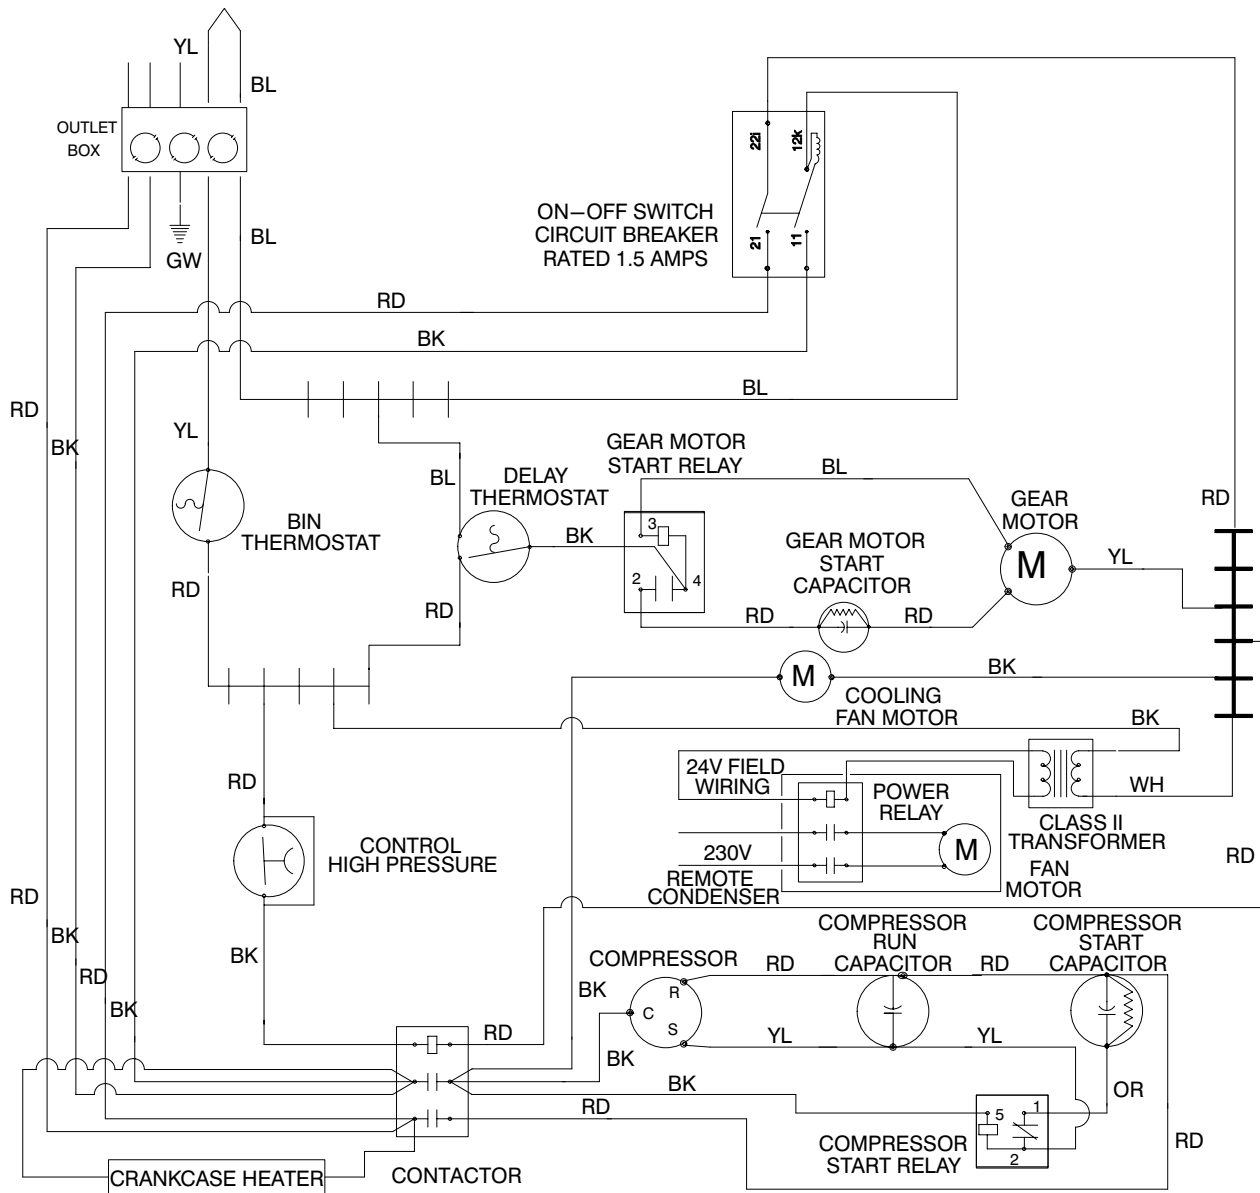 YL
BL
OUTLET
BOX
BL
GW
22i
12k
21
11
ON–OFF SWITCH
CIRCUIT BREAKER
RATED 1.5 AMPS
RD
BK
BL
RD
BK
YL
BIN
THERMOSTAT
BL
DELAY
THERMOSTAT
GEAR MOTOR
START RELAY
BL
3
2
4
BK
GEAR MOTOR
START
CAPACITOR
GEAR
MOTOR
M
YL
RD
RD
RD
RD
RD
M
COOLING
FAN MOTOR
BK
BK
WH
24V FIELD
WIRING
POWER
RELAY
M
CLASS II
TRANSFORMER
230V
REMOTE
CONDENSER
FAN
MOTOR
RD
RD
CONTROL
HIGH PRESSURE
RD
BK
RD
BK
BK
COMPRESSOR
R
C
S
BK
BK
RD
COMPRESSOR
RUN
CAPACITOR
RD
COMPRESSOR
START
CAPACITOR
YL
YL
OR
RD
BK
RD
5
1
2
COMPRESSOR
START RELAY
RD
CRANKCASE HEATER
CONTACTOR